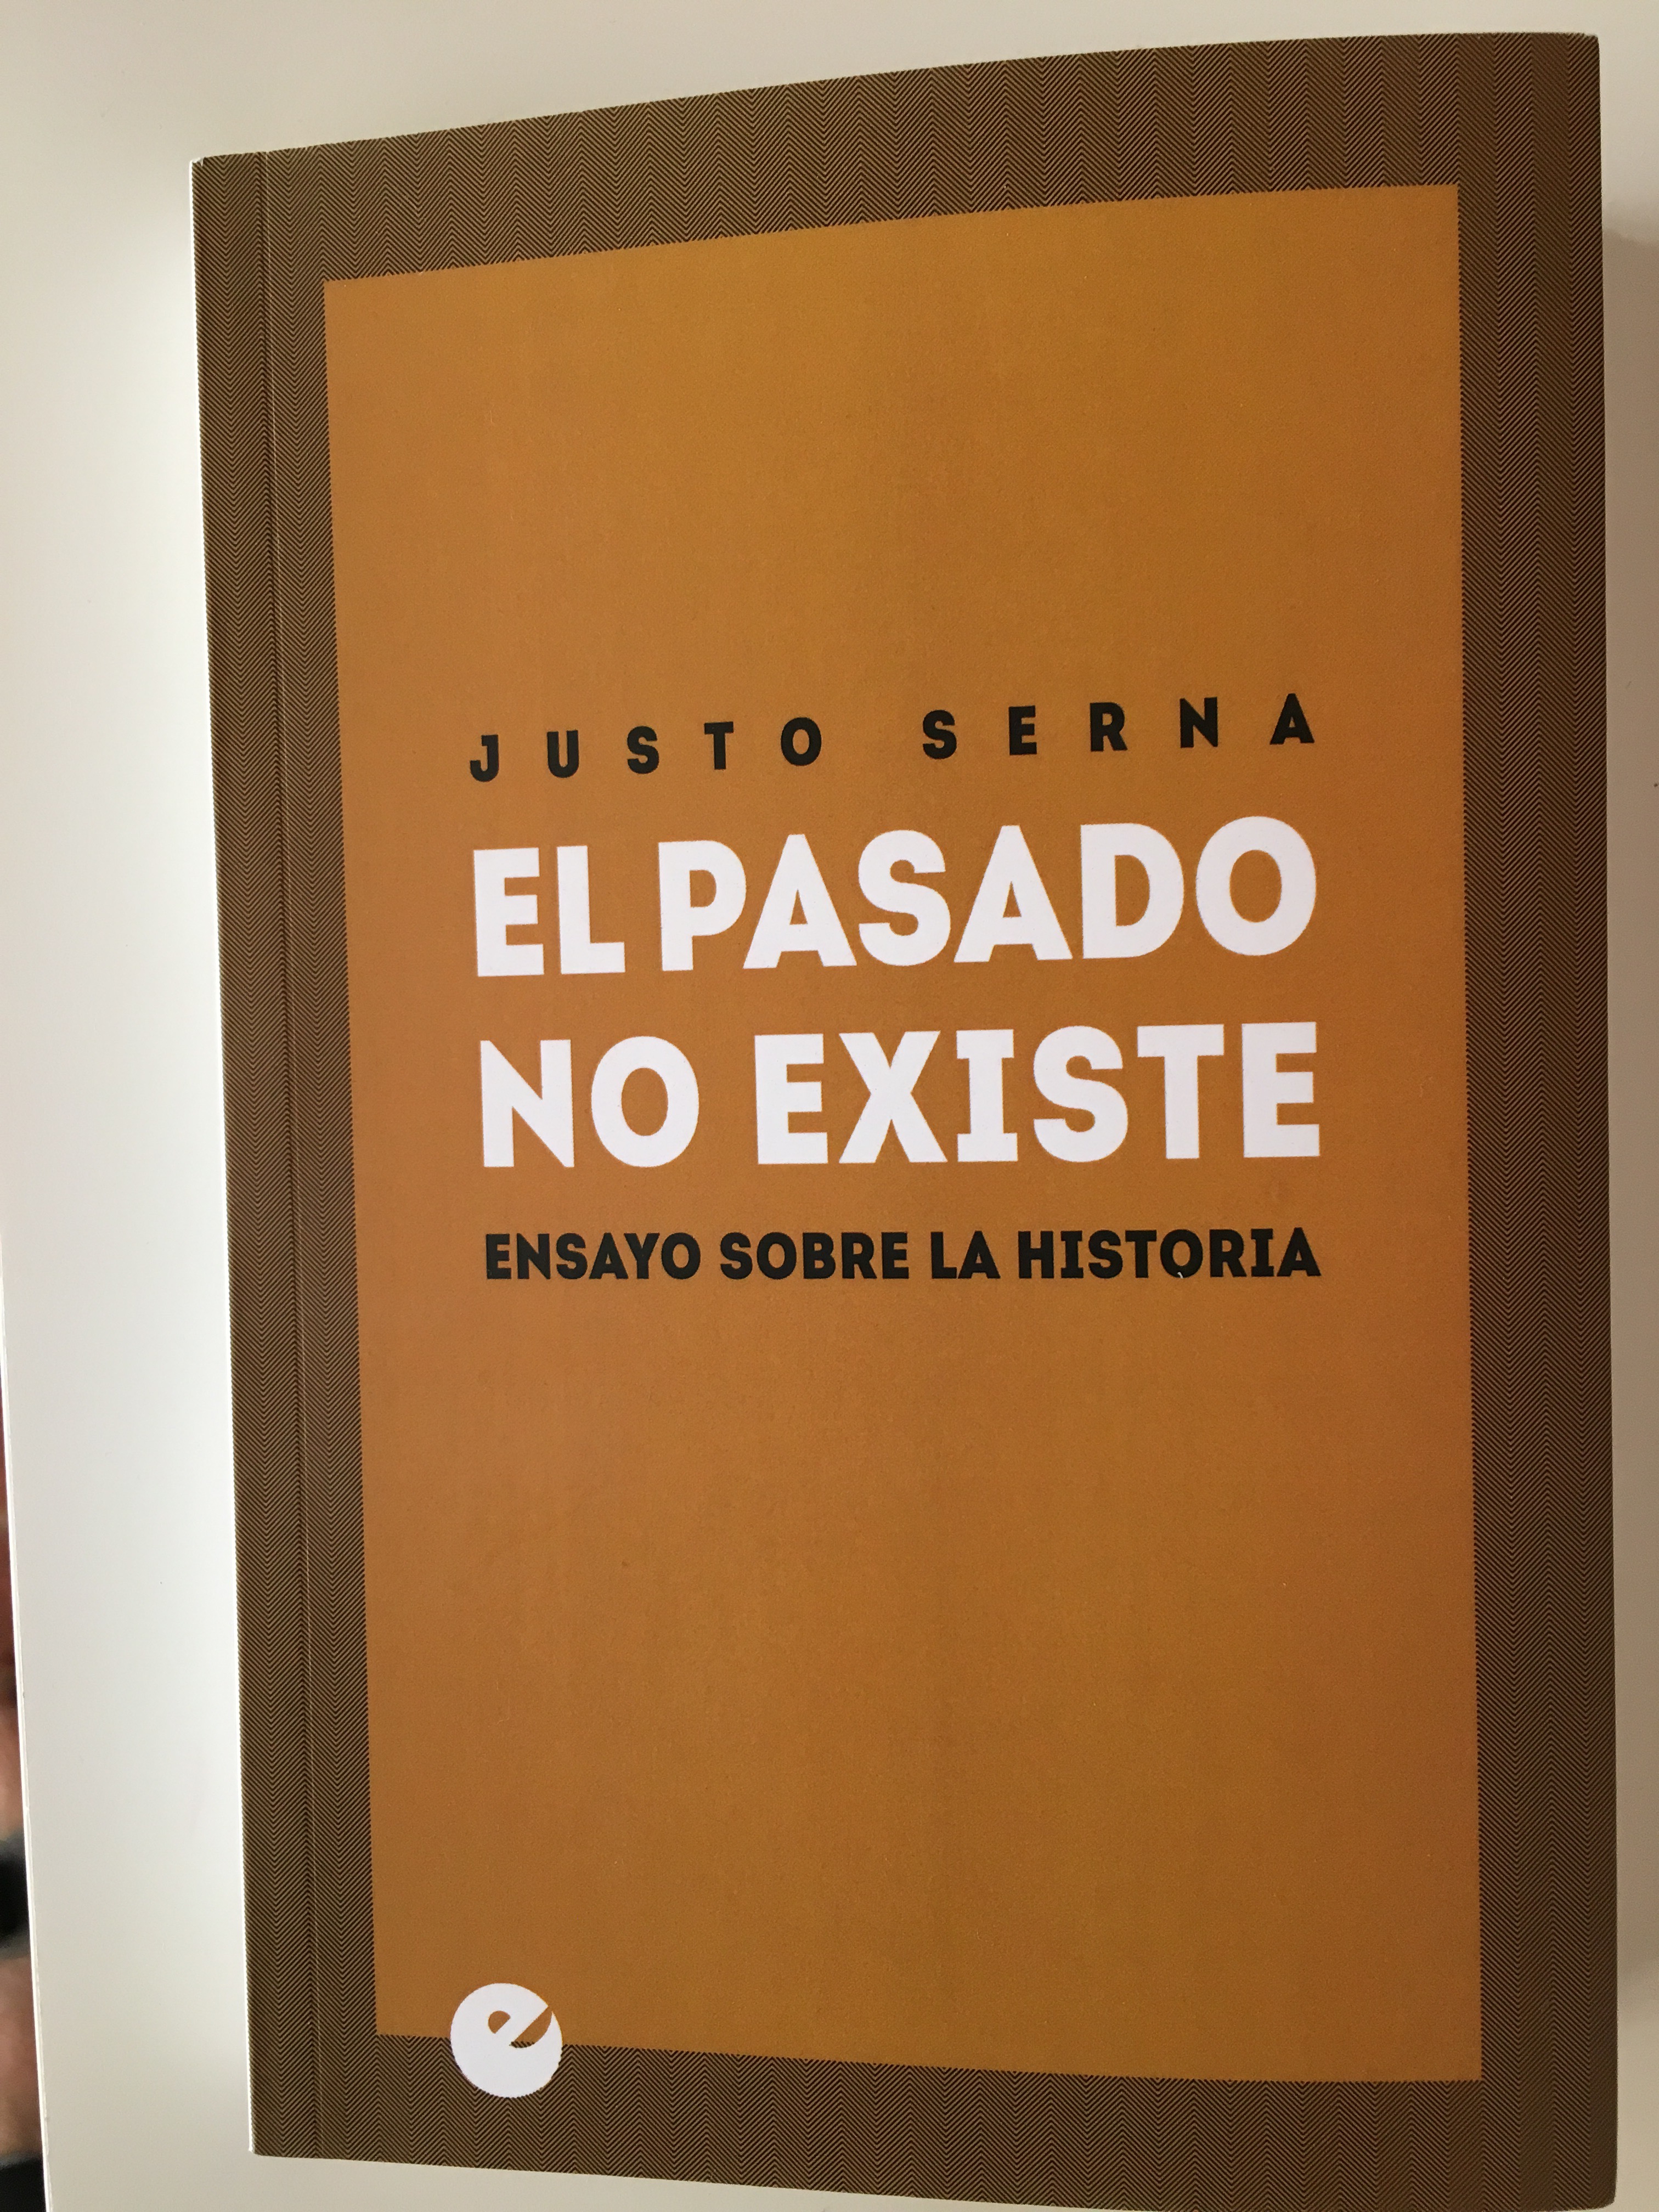 JUSTO SERNA
EL PASADO
NO EXISTE
ENSAYO SOBRE LA HISTORIA
e